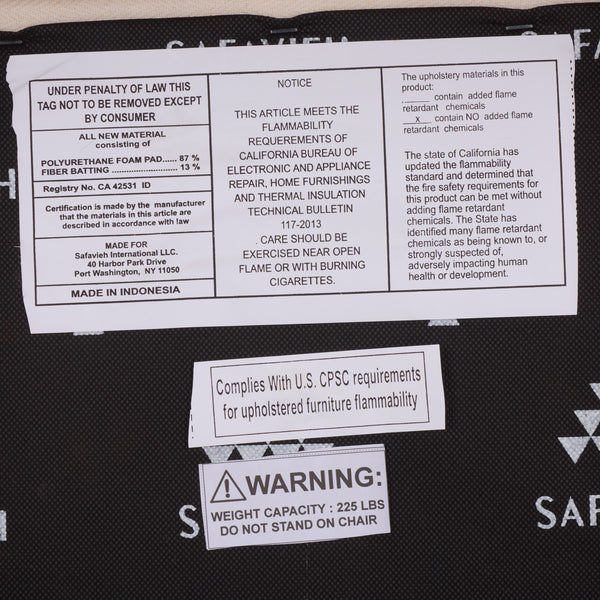 SAFAVIEH
UNDER PENALTY OF LAW THIS
TAG NOT TO BE REMOVED EXCEPT
BY CONSUMER
ALL NEW MATERIAL
consisting of
POLYURETHANE FOAM PAD..... 87 %
FIBER BATTING ........................... 13 %
Registry No. CA 42531 ID
Certification is made by the manufacturer
that the materials in this article are
described in accordance with law
MADE FOR
Safavieh International LLC.
40 Harbor Park Drive
Port Washington, NY 11050
MADE IN INDONESIA
NOTICE
THIS ARTICLE MEETS THE
FLAMMABILITY
REQUEREMENTS OF
CALIFORNIA BUREAU OF
ELECTRONIC AND APPLIANCE
REPAIR, HOME FURNISHINGS
AND THERMAL INSULATION
TECHNICAL BULLETIN
117-2013
. CARE SHOULD BE
EXERCISED NEAR OPEN
FLAME OR WITH BURNING
CIGARETTES.
The upholstery materials in this
product:
______ contain added flame
retardant chemicals
__x__ contain NO added flame
retardant chemicals
The state of California has
updated the flammability
standard and determined that
the fire safety requirements for
this product can be met without
adding flame retardant
chemicals. The State has
identified many flame retardant
chemicals as being known to, or
strongly suspected of,
adversely impacting human
health or development.
Complies With U.S. CPSC requirements
for upholstered furniture flammability
WARNING:
WEIGHT CAPACITY : 225 LBS
DO NOT STAND ON CHAIR
SAF